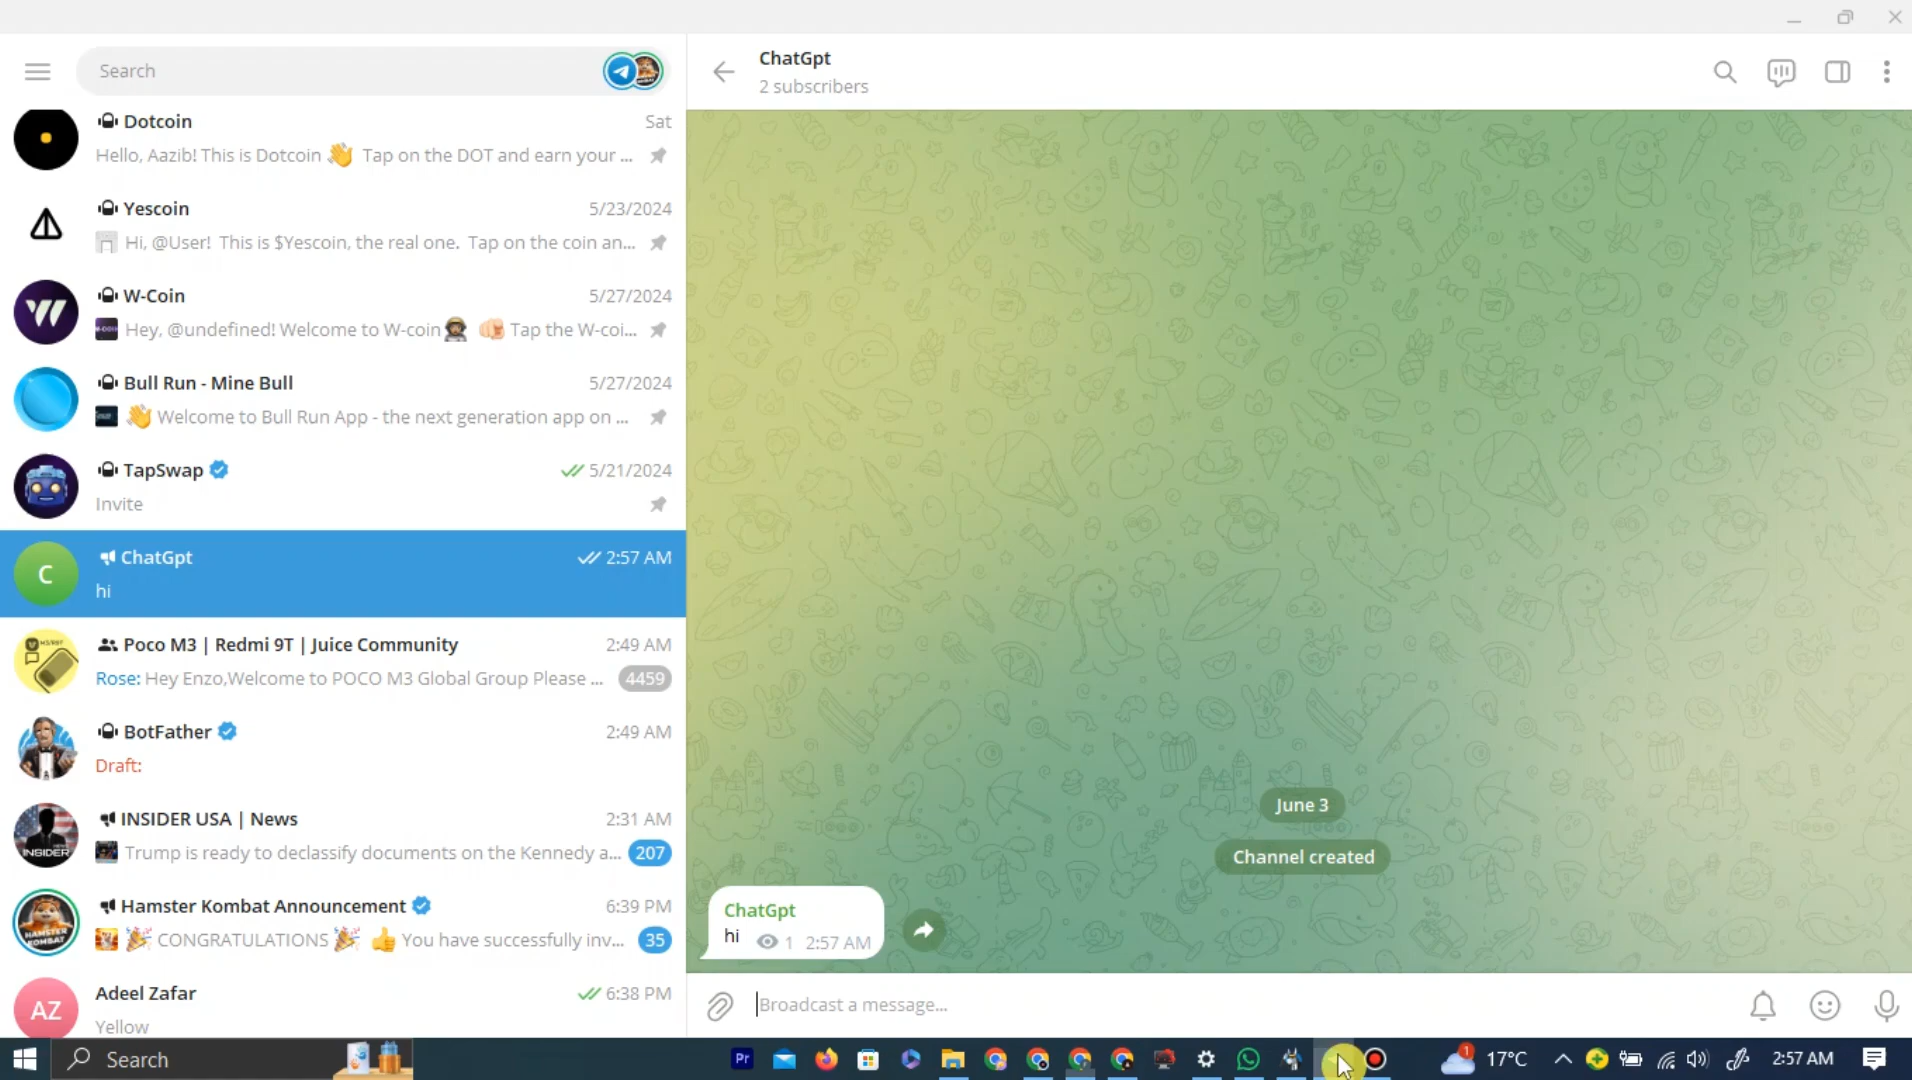 Search
Dotcoin
Sat
Hello, Aazib! This is Dotcoin 👋 Tap on the DOT and earn your ...
Yescoin
5/23/2024
Hi, @User! This is $Yescoin, the real one. Tap on the coin an...
W-Coin
5/27/2024
Hey, @undefined! Welcome to W-coin Tap the W-coi...
Bull Run - Mine Bull
5/27/2024
👋 Welcome to Bull Run App - the next generation app on ...
TapSwap
5/21/2024
Invite
C
ChatGpt
2:57 AM
hi
Poco M3 | Redmi 9T | Juice Community
2:49 AM
Rose: Hey Enzo,Welcome to POCO M3 Global Group Please ...
4459
BotFather
2:49 AM
Draft:
INSIDER
INSIDER USA | News
2:31 AM
Trump is ready to declassify documents on the Kennedy a...
207
HAMSTER KOMBAT
Hamster Kombat Announcement
6:39 PM
🎉 CONGRATULATIONS 🎉 👍 You have successfully inv...
35
AZ
Adeel Zafar
6:38 PM
Yellow
ChatGpt
2 subscribers
June 3
Channel created
ChatGpt
hi
1 2:57 AM
Broadcast a message...
Search
Pr
1
17°C
2:57 AM